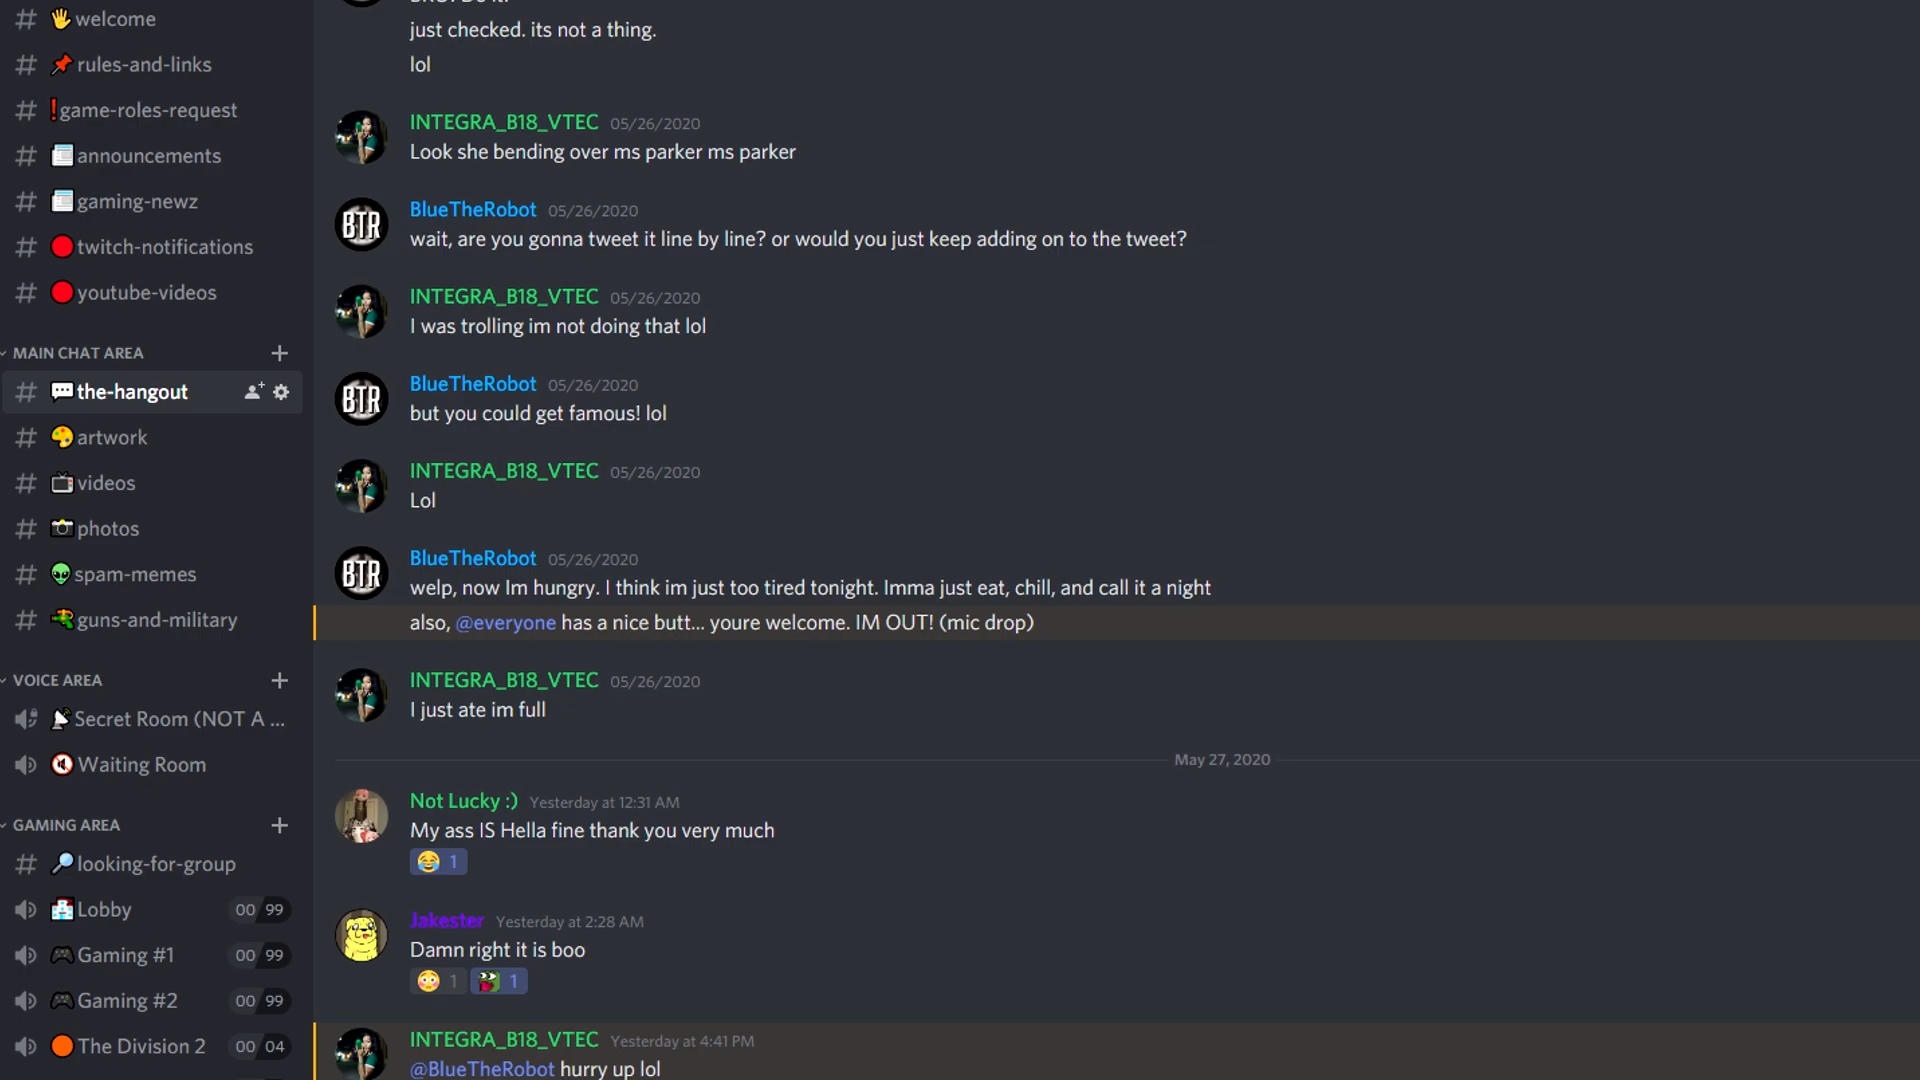 welcome
rules-and-links
game-roles-request
announcements
gaming-newz
twitch-notifications
youtube-videos
MAIN CHAT AREA
the-hangout
artwork
videos
photos
spam-memes
guns-and-military
VOICE AREA
Secret Room (NOT A ...
Waiting Room
GAMING AREA
looking-for-group
Lobby 00 99
Gaming #1 00 99
Gaming #2 00 99
The Division 2 00 04
just checked. its not a thing.
lol
INTEGRA_B18_VTEC 05/26/2020
Look she bending over ms parker ms parker
BTR
BlueTheRobot 05/26/2020
wait, are you gonna tweet it line by line? or would you just keep adding on to the tweet?
INTEGRA_B18_VTEC 05/26/2020
I was trolling im not doing that lol
BTR
BlueTheRobot 05/26/2020
but you could get famous! lol
INTEGRA_B18_VTEC 05/26/2020
Lol
BTR
BlueTheRobot 05/26/2020
welp, now Im hungry. I think im just too tired tonight. Imma just eat, chill, and call it a night
also, @everyone has a nice butt... youre welcome. IM OUT! (mic drop)
INTEGRA_B18_VTEC 05/26/2020
I just ate im full
May 27, 2020
Not Lucky :) Yesterday at 12:31 AM
My ass IS Hella fine thank you very much
1
Jakester Yesterday at 2:28 AM
Damn right it is boo
1 1
INTEGRA_B18_VTEC Yesterday at 4:41 PM
@BlueTheRobot hurry up lol